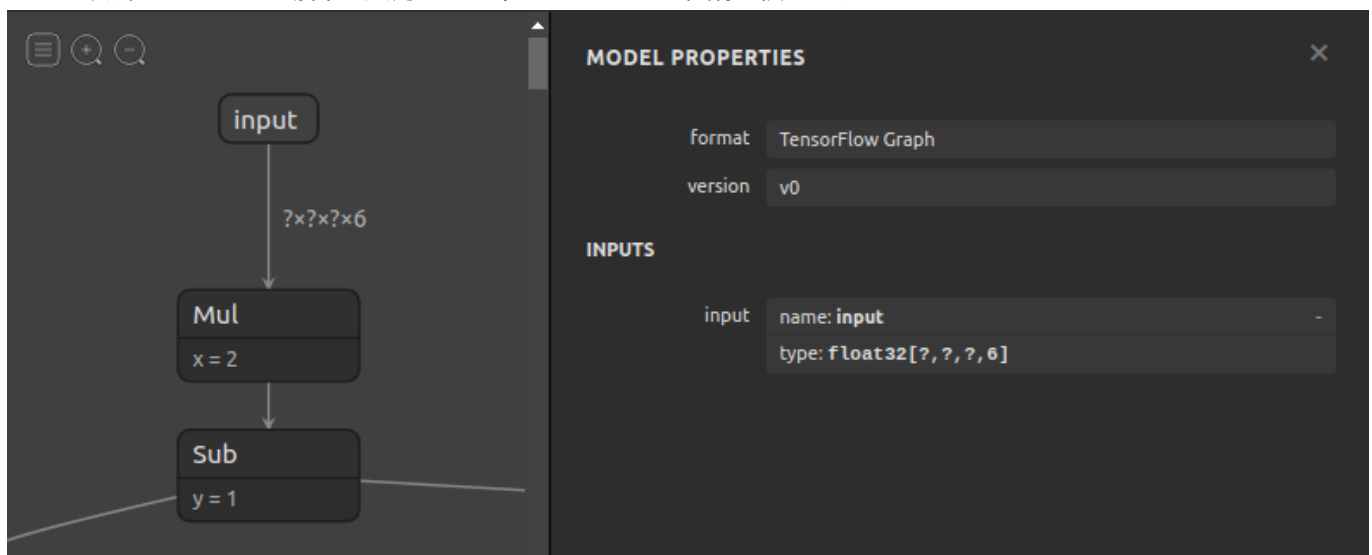 input
?×?×?×6
Mul
x = 2
Sub
y = 1
MODEL PROPERTIES
format TensorFlow Graph
version v0
INPUTS
input name: input -
type: float32[?,?,?,6]